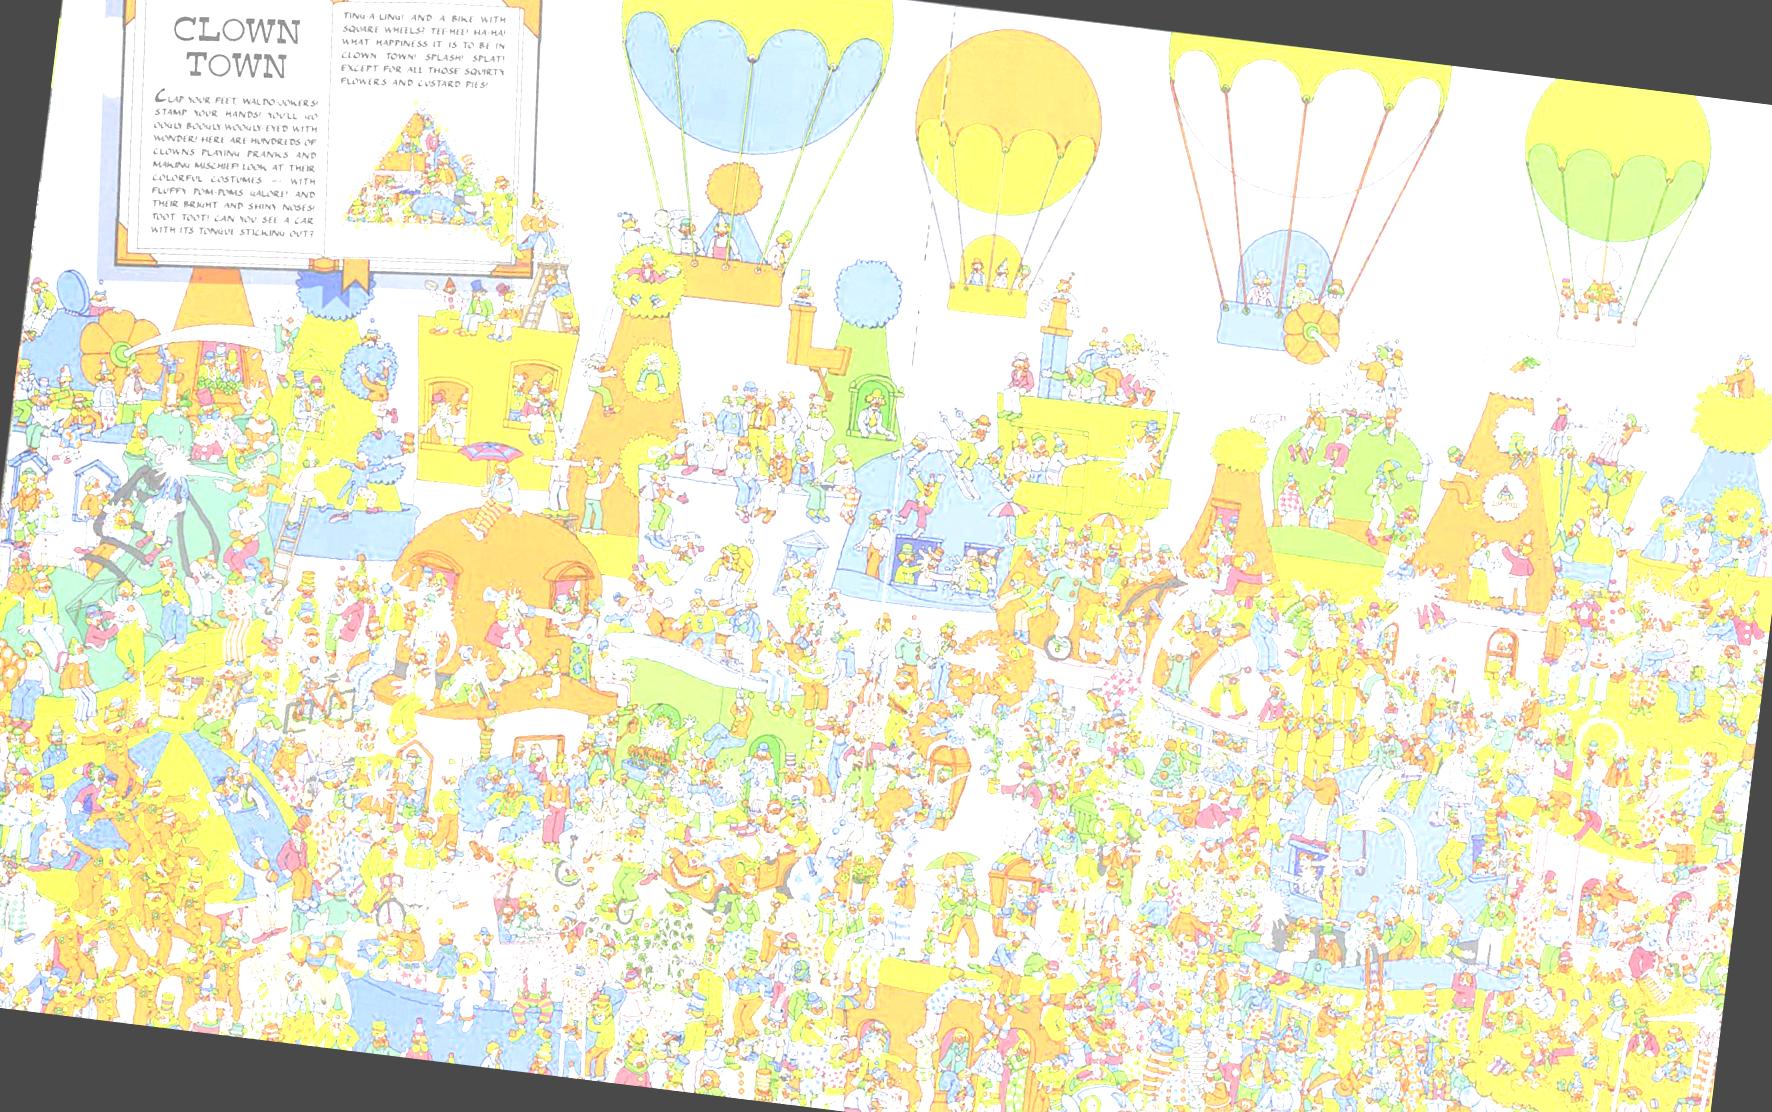 CLOWN
TOWN
CLAP YOUR FEET, WALDO-JOKERS!
STAMP YOUR HANDS! YOU'LL GO
OOGLY BOOGLY WOOGLY-EYED WITH
WONDER! HERE ARE HUNDREDS OF
CLOWNS PLAYING PRANKS AND
MAKING MISCHIEF! LOOK AT THEIR
COLORFUL COSTUMES -- WITH
FLUFFY POM-POMS GALORE! AND
THEIR BRIGHT AND SHINY NOSES!
TOOT TOOT! CAN YOU SEE A CAR
WITH ITS TONGUE STICKING OUT?
TING-A-LING! AND A BIKE WITH
SQUARE WHEELS? TEE-HEE! HA-HA!
WHAT HAPPINESS IT IS TO BE IN
CLOWN TOWN! SPLASH! SPLAT!
EXCEPT FOR ALL THOSE SQUIRTY
FLOWERS AND CUSTARD PIES!